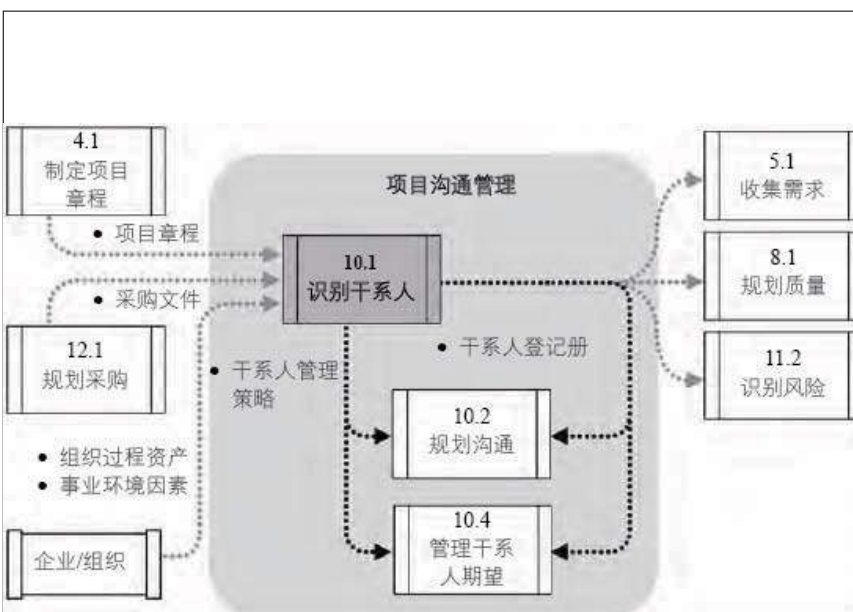 4.1
制定项目
章程
项目沟通管理
5.1
收集需求
● 项目章程
10.1
识别干系人
8.1
规划质量
● 采购文件
12.1
规划采购
● 干系人管理
策略
● 干系人登记册
11.2
识别风险
10.2
规划沟通
● 组织过程资产
● 事业环境因素
10.4
管理干系
人期望
企业/组织